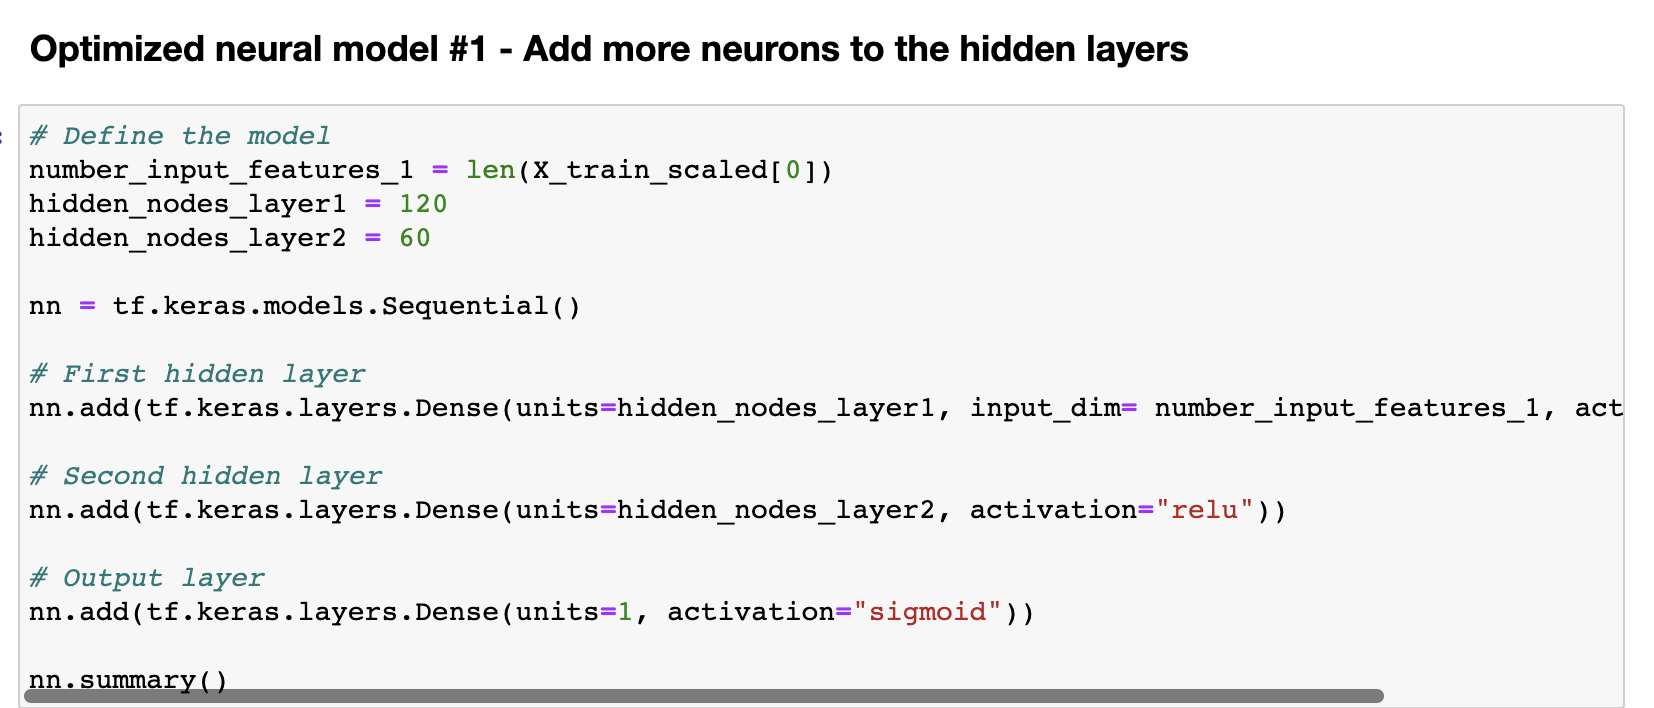 Optimized neural model #1 - Add more neurons to the hidden layers
# Define the model
number_input_features_1 = len(X_train_scaled[0])
hidden_nodes_layer1 = 120
hidden_nodes_layer2 = 60
nn = tf.keras.models.Sequential()
# First hidden layer
nn.add(tf.keras.layers.Dense(units=hidden_nodes_layer1, input_dim= number_input_features_1, act
# Second hidden layer
nn.add(tf.keras.layers.Dense(units=hidden_nodes_layer2, activation="relu"))
# Output layer
nn.add(tf.keras.layers.Dense(units=1, activation="sigmoid"))
nn.summary()